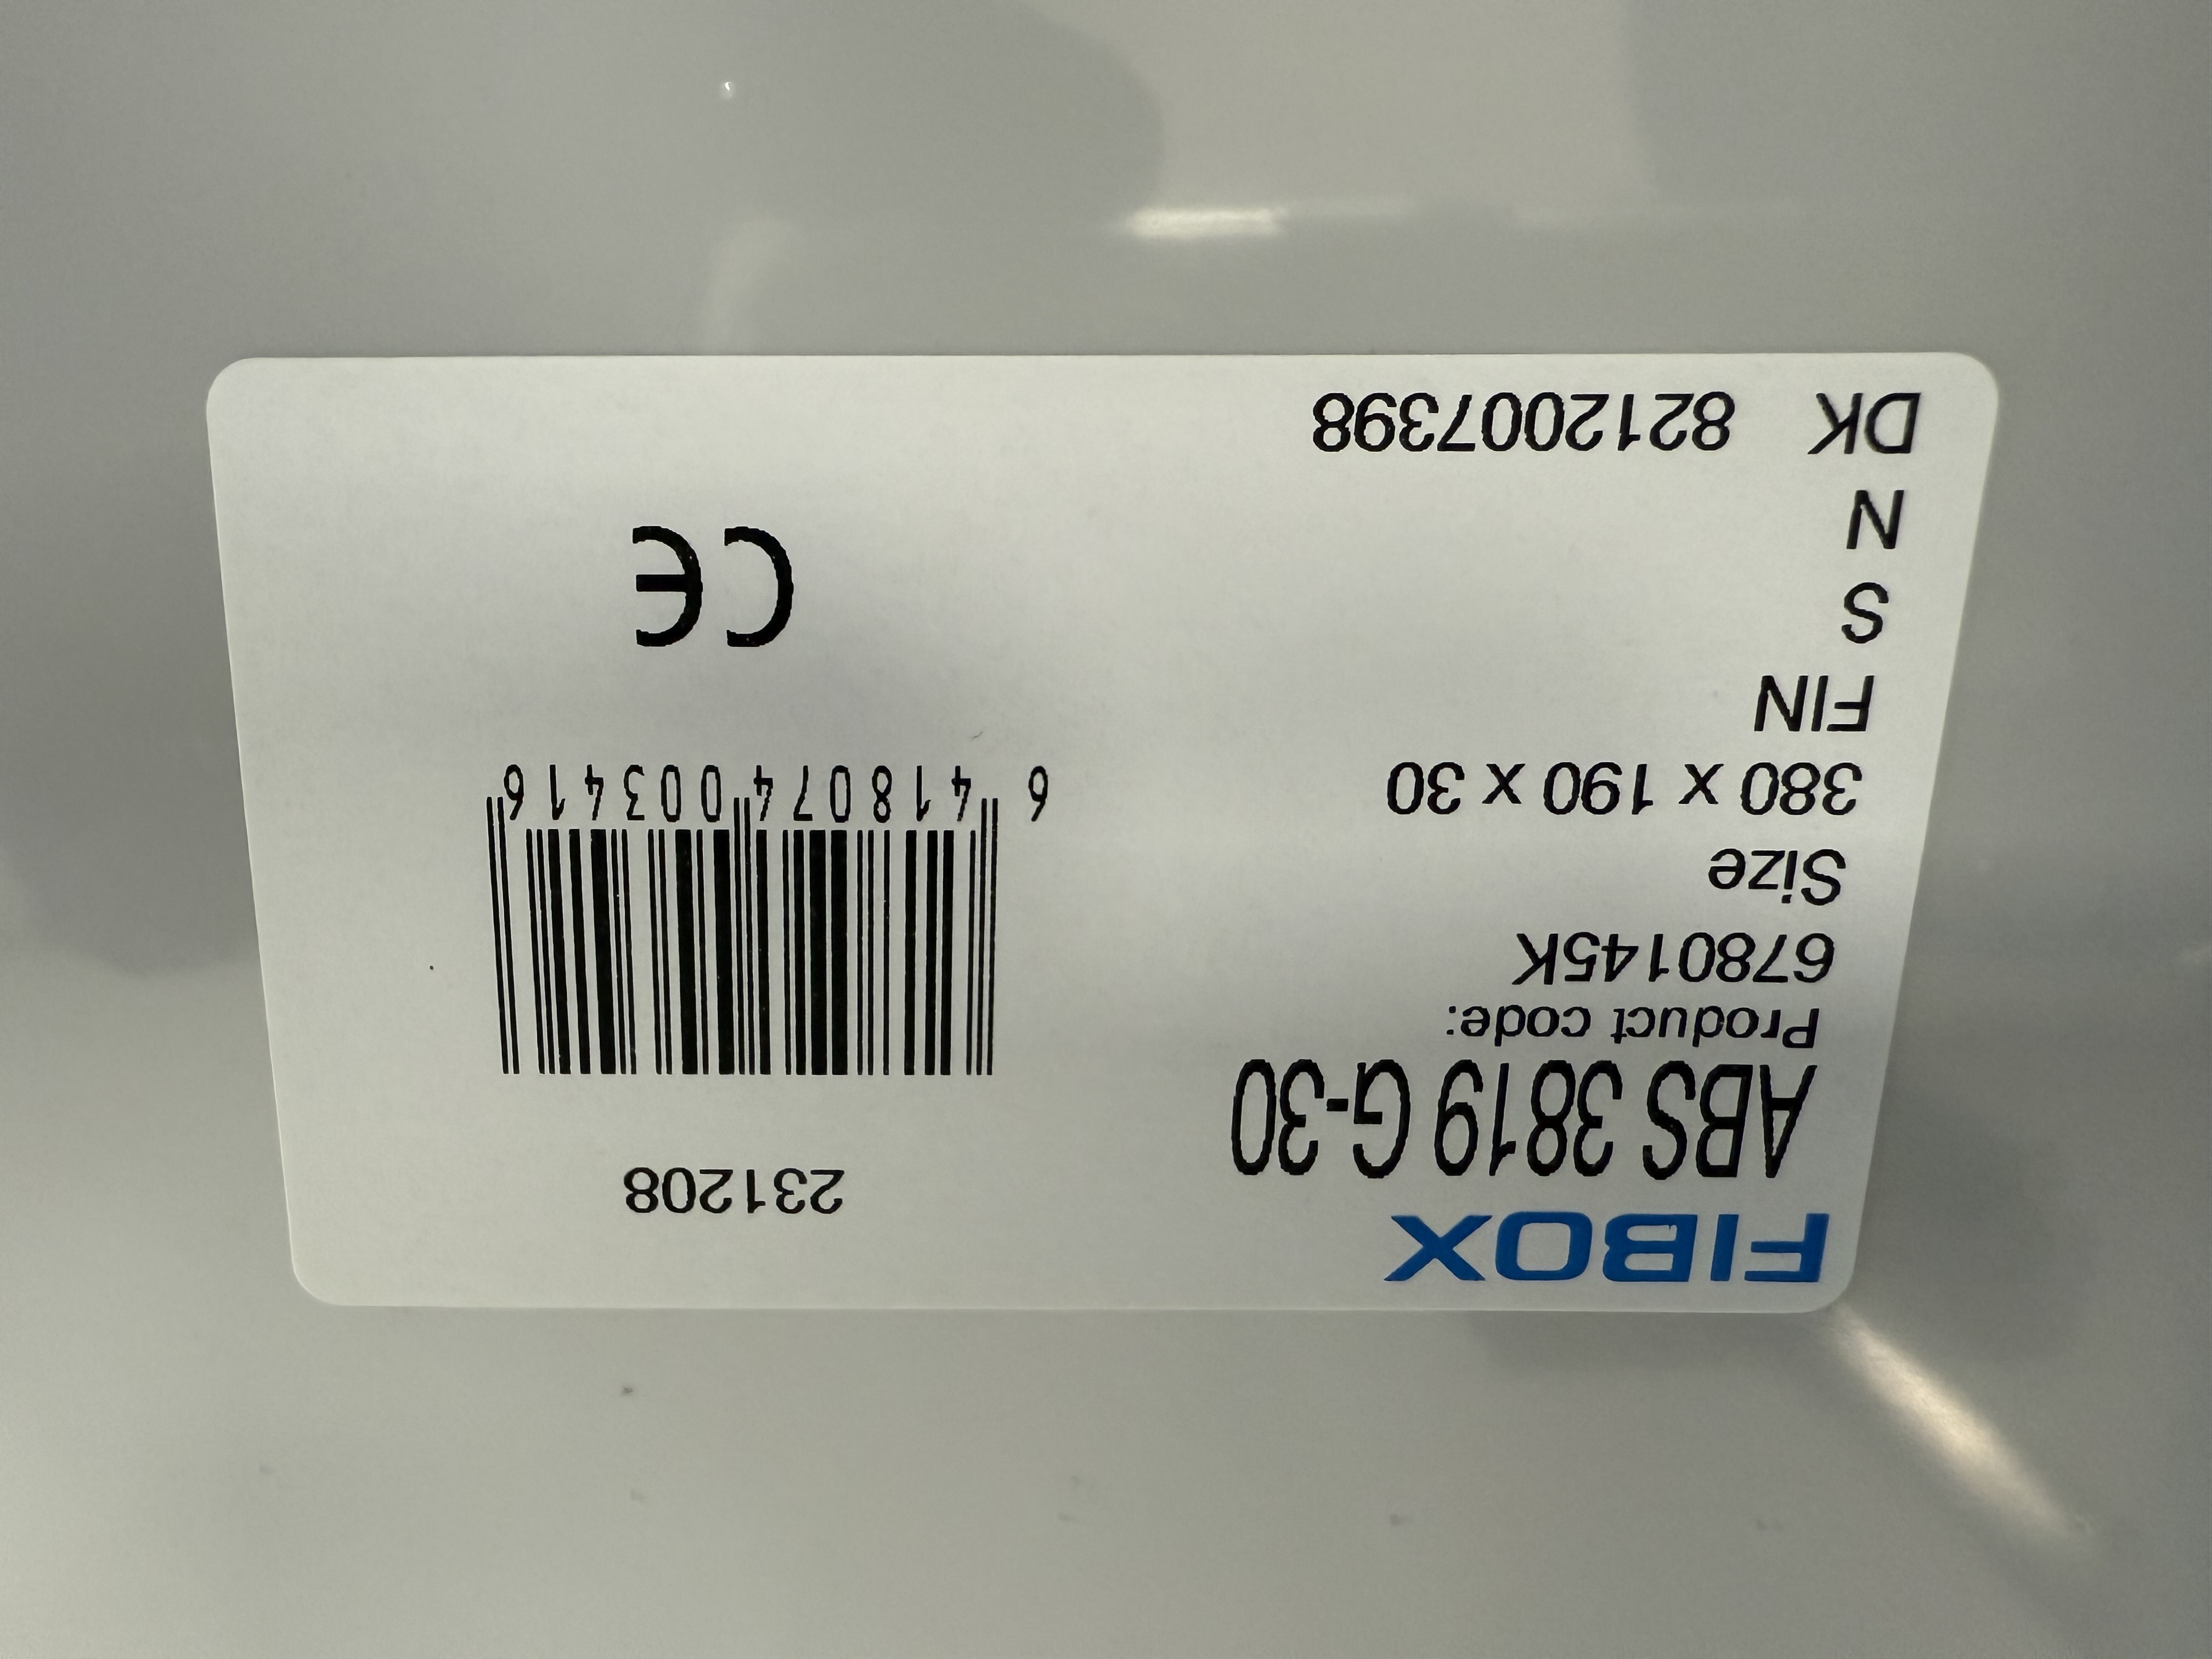 FIBOX
231208
ABS 3819 G-30
Product code:
6780145K
Size
380 x 190 x 30
6 418074 003416
FIN
S
N
DK 8212007398
CE